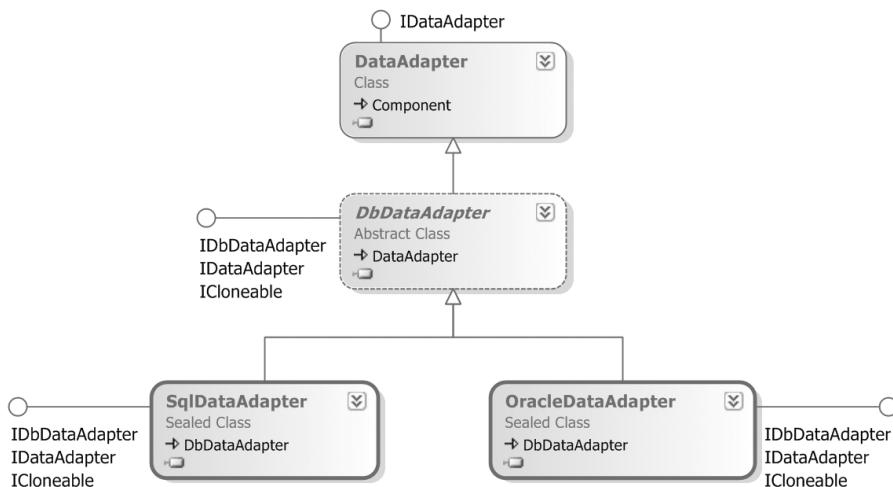 IDataAdapter
DataAdapter
Class
Component
DbDataAdapter
Abstract Class
DataAdapter
IDbDataAdapter
IDataAdapter
ICloneable
SqlDataAdapter
Sealed Class
DbDataAdapter
IDbDataAdapter
IDataAdapter
ICloneable
OracleDataAdapter
Sealed Class
DbDataAdapter
IDbDataAdapter
IDataAdapter
ICloneable